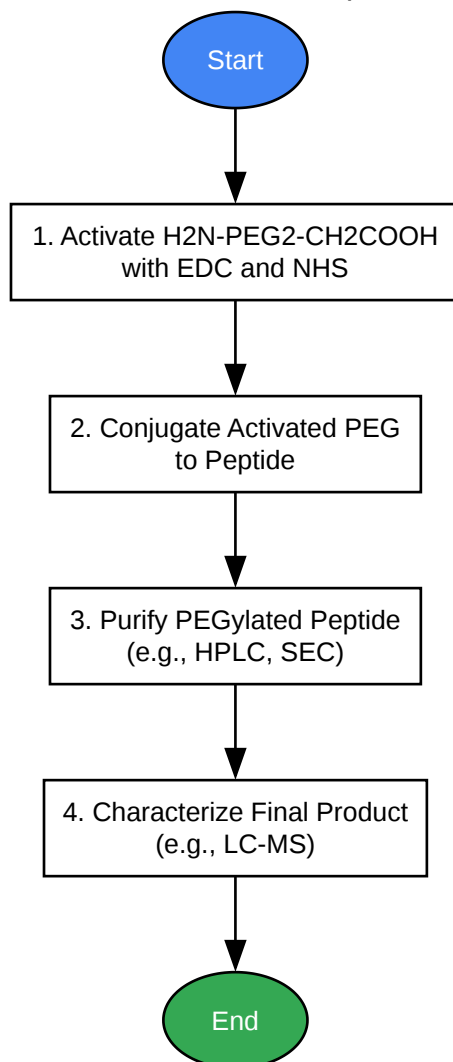 Start
1. Activate H2N-PEG2-CH2COOH
with EDC and NHS
2. Conjugate Activated PEG
to Peptide
3. Purify PEGylated Peptide
(e.g., HPLC, SEC)
4. Characterize Final Product
(e.g., LC-MS)
End